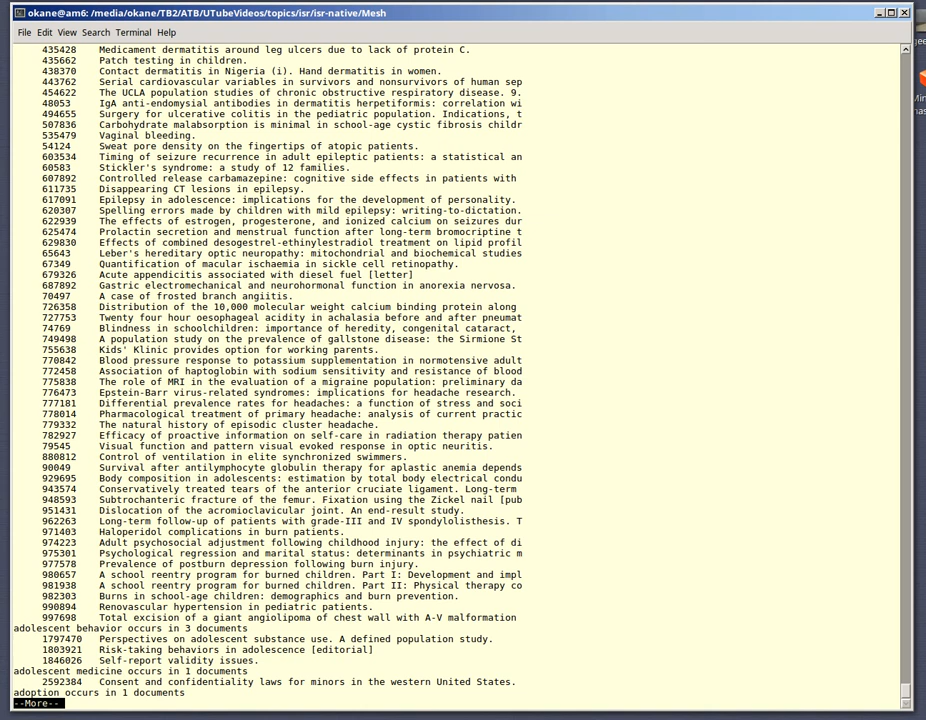 okane@am6: /media/okane/TB2/ATB/UTubeVideos/topics/isr/isr-native/Mesh
File Edit View Search Terminal Help
435428 Medicament dermatitis around leg ulcers due to lack of protein C.
435662 Patch testing in children.
438370 Contact dermatitis in Nigeria (i). Hand dermatitis in women.
443762 Serial cardiovascular variables in survivors and nonsurvivors of human sep
454622 The UCLA population studies of chronic obstructive respiratory disease. 9.
48053 IgA anti-endomysial antibodies in dermatitis herpetiformis: correlation wi
494655 Surgery for ulcerative colitis in the pediatric population. Indications, t
507836 Carbohydrate malabsorption is minimal in school-age cystic fibrosis childr
535479 Vaginal bleeding.
54124 Sweat pore density on the fingertips of atopic patients.
603534 Timing of seizure recurrence in adult epileptic patients: a statistical an
60583 Stickler's syndrome: a study of 12 families.
607892 Controlled release carbamazepine: cognitive side effects in patients with
611735 Disappearing CT lesions in epilepsy.
617091 Epilepsy in adolescence: implications for the development of personality.
620307 Spelling errors made by children with mild epilepsy: writing-to-dictation.
622939 The effects of estrogen, progesterone, and ionized calcium on seizures dur
625474 Prolactin secretion and menstrual function after long-term bromocriptine t
629830 Effects of combined desogestrel-ethinylestradiol treatment on lipid profil
65643 Leber's hereditary optic neuropathy: mitochondrial and biochemical studies
67349 Quantification of macular ischaemia in sickle cell retinopathy.
679326 Acute appendicitis associated with diesel fuel [letter]
687892 Gastric electromechanical and neurohormonal function in anorexia nervosa.
70497 A case of frosted branch angiitis.
726358 Distribution of the 10,000 molecular weight calcium binding protein along
727753 Twenty four hour oesophageal acidity in achalasia before and after pneumat
74769 Blindness in schoolchildren: importance of heredity, congenital cataract,
749498 A population study on the prevalence of gallstone disease: the Sirmione St
755638 Kids' Klinic provides option for working parents.
770842 Blood pressure response to potassium supplementation in normotensive adult
772458 Association of haptoglobin with sodium sensitivity and resistance of blood
775838 The role of MRI in the evaluation of a migraine population: preliminary da
776473 Epstein-Barr virus-related syndromes: implications for headache research.
777181 Differential prevalence rates for headaches: a function of stress and soci
778014 Pharmacological treatment of primary headache: analysis of current practic
779332 The natural history of episodic cluster headache.
782927 Efficacy of proactive information on self-care in radiation therapy patien
79545 Visual function and pattern visual evoked response in optic neuritis.
880812 Control of ventilation in elite synchronized swimmers.
90049 Survival after antilymphocyte globulin therapy for aplastic anemia depends
929695 Body composition in adolescents: estimation by total body electrical condu
943574 Conservatively treated tears of the anterior cruciate ligament. Long-term
948593 Subtrochanteric fracture of the femur. Fixation using the Zickel nail [pub
951431 Dislocation of the acromioclavicular joint. An end-result study.
962263 Long-term follow-up of patients with grade-III and IV spondylolisthesis. T
971403 Haloperidol complications in burn patients.
974223 Adult psychosocial adjustment following childhood injury: the effect of di
975301 Psychological regression and marital status: determinants in psychiatric m
977578 Prevalence of postburn depression following burn injury.
980657 A school reentry program for burned children. Part I: Development and impl
981938 A school reentry program for burned children. Part II: Physical therapy co
982303 Burns in school-age children: demographics and burn prevention.
990894 Renovascular hypertension in pediatric patients.
997698 Total excision of a giant angiolipoma of chest wall with A-V malformation
adolescent behavior occurs in 3 documents
1797470 Perspectives on adolescent substance use. A defined population study.
1803921 Risk-taking behaviors in adolescence [editorial]
1846026 Self-report validity issues.
adolescent medicine occurs in 1 documents
2592384 Consent and confidentiality laws for minors in the western United States.
adoption occurs in 1 documents
--More--